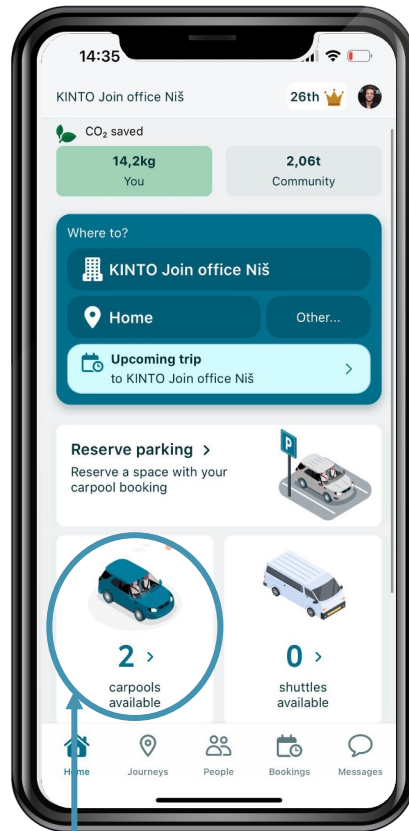 14:35
KINTO Join office Niš
26th
CO₂ saved
14,2kg
You
2,06t
Community
Where to?
KINTO Join office Niš
Home
Other...
Upcoming trip
to KINTO Join office Niš
Reserve parking >
Reserve a space with your
carpool booking
P
2 >
carpools
available
0 >
shuttles
available
Home
Journeys
People
Bookings
Messages